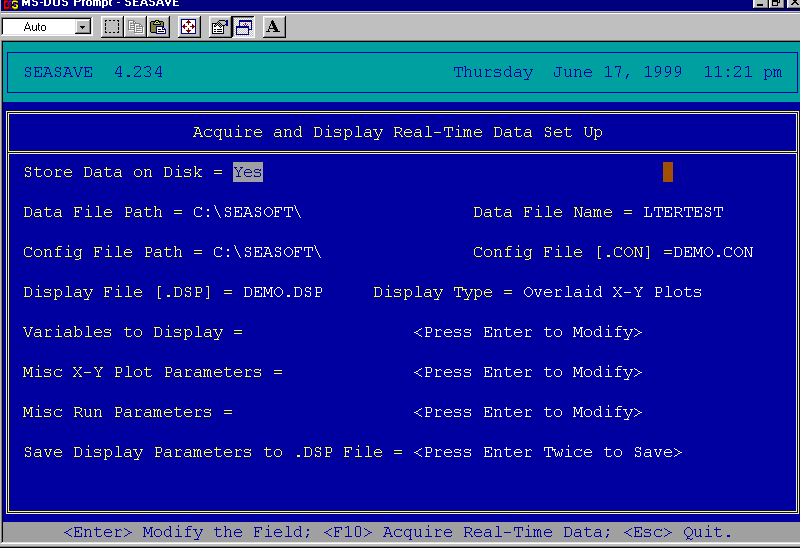 MS-DOS Prompt - SEASAVE
Auto
A
SEASAVE 4.234 Thursday June 17, 1999 11:21 pm
Acquire and Display Real-Time Data Set Up
Store Data on Disk = Yes
Data File Path = C:\SEASOFT\ Data File Name = LTERTEST
Config File Path = C:\SEASOFT\ Config File [.CON] =DEMO.CON
Display File [.DSP] = DEMO.DSP Display Type = Overlaid X-Y Plots
Variables to Display = <Press Enter to Modify>
Misc X-Y Plot Parameters = <Press Enter to Modify>
Misc Run Parameters = <Press Enter to Modify>
Save Display Parameters to .DSP File = <Press Enter Twice to Save>
<Enter> Modify the Field; <F10> Acquire Real-Time Data; <Esc> Quit.